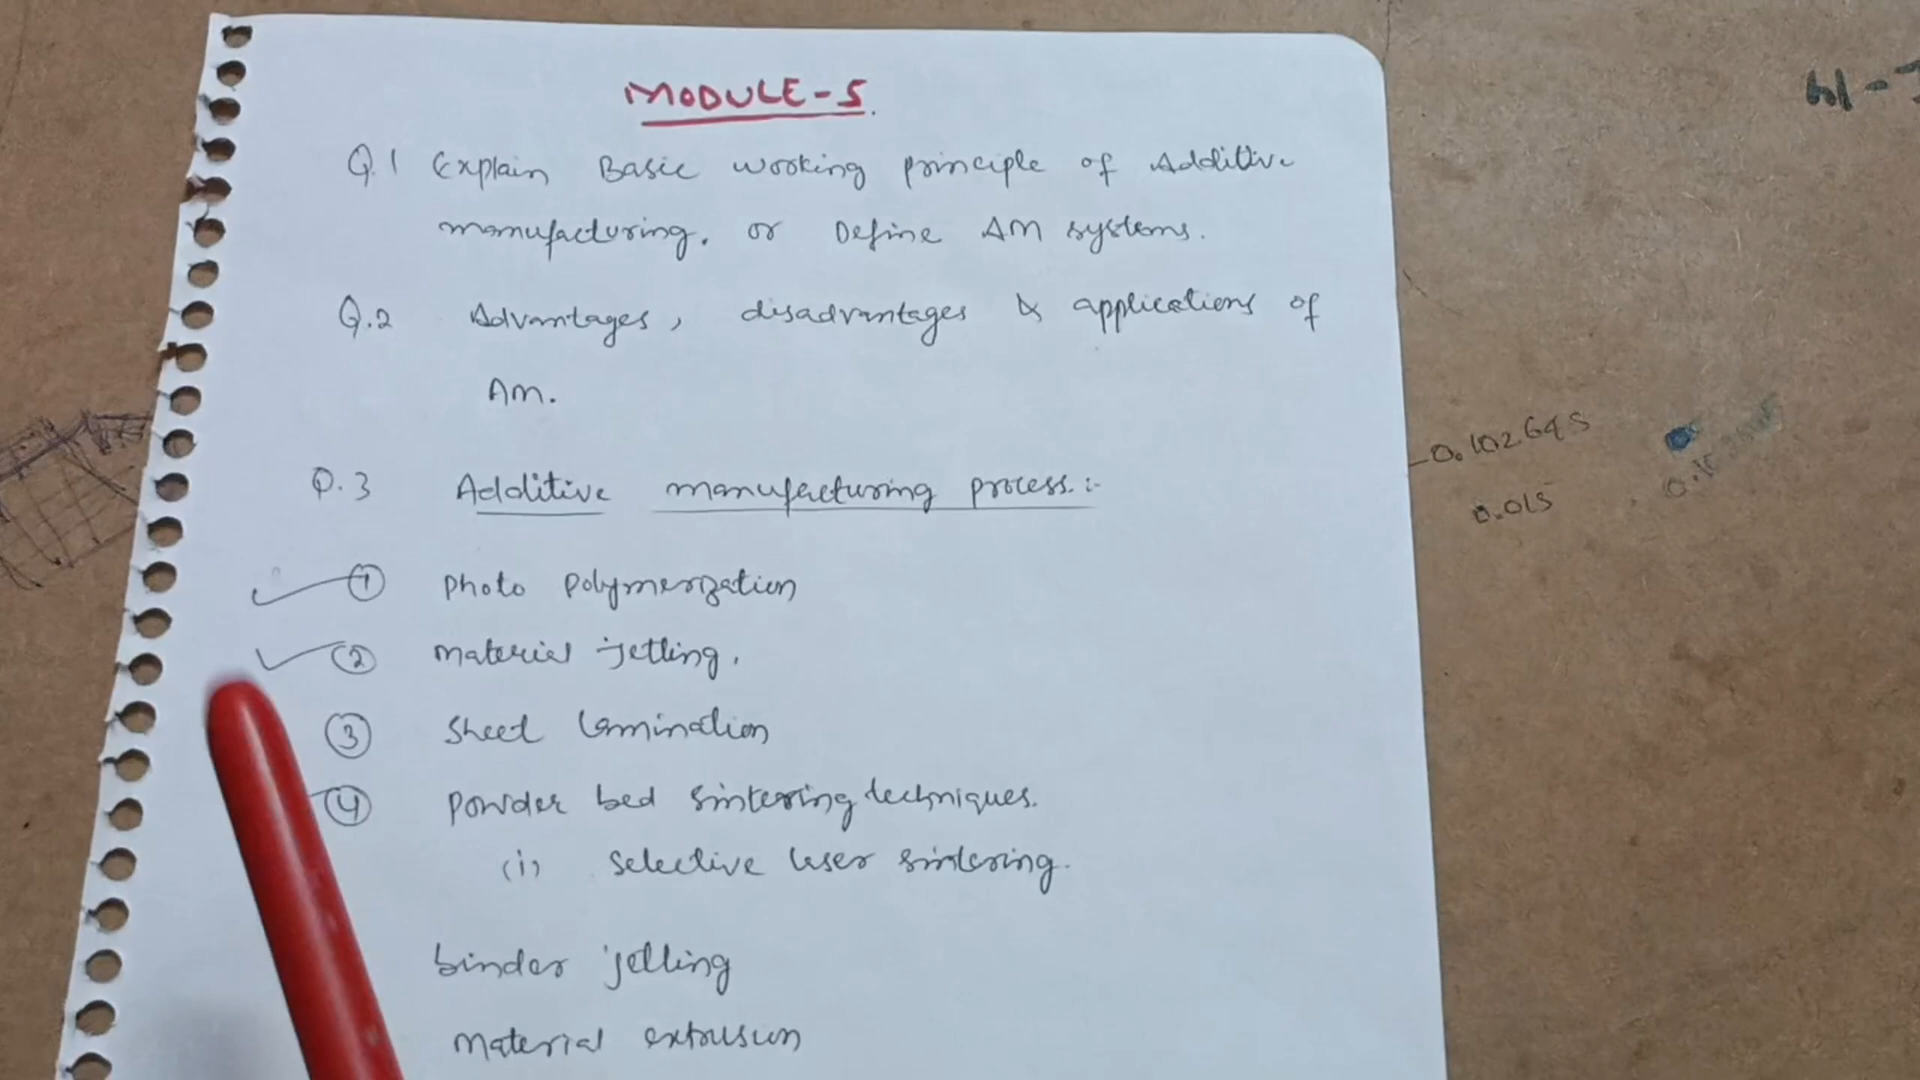 MODULE-5.
Q.1 Explain Basic working principle of Additive
manufacturing. or Define AM systems.
Q.2 Advantages, disadvantages & applications of
AM.
Q.3 Additive manufacturing process:-
① Photo polymerization
② Material jetting.
③ Sheet lamination
④ Powder bed sintering techniques.
(i) Selective laser sintering.
binder jetting
Material extrusion
0.102645
0.015